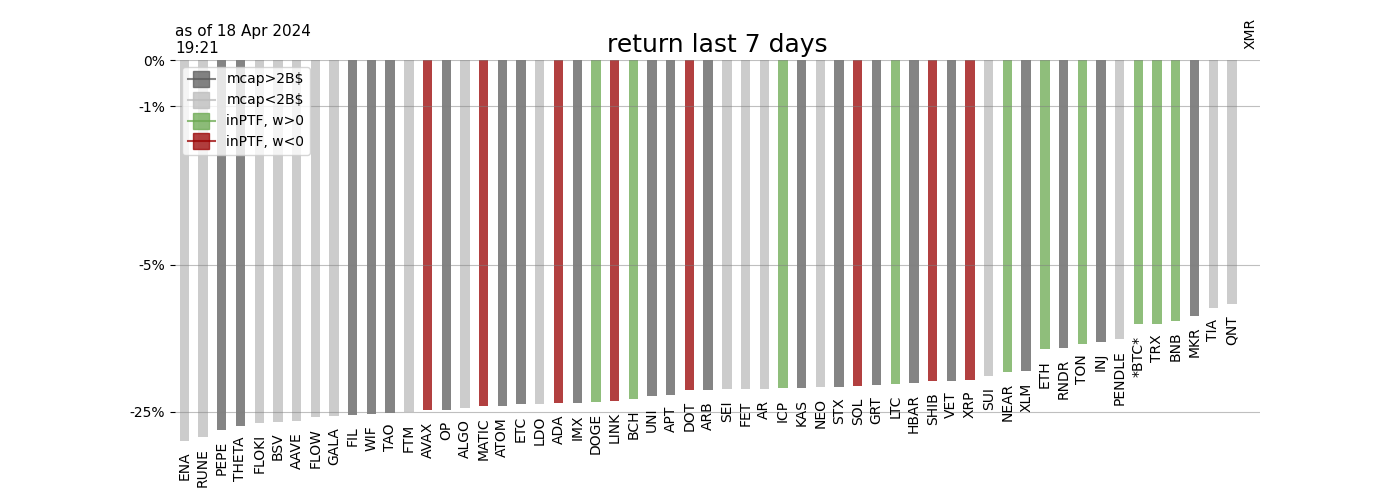 as of 18 Apr 2024
19:21
return last 7 days
XMR
0%
-1%
-5%
-25%
mcap>2B$
mcap<2B$
inPTF, w>0
inPTF, w<0
ENA
RUNE
PEPE
THETA
FLOKI
BSV
AAVE
FLOW
GALA
FIL
WIF
TAO
FTM
AVAX
OP
ALGO
MATIC
ATOM
ETC
LDO
ADA
IMX
DOGE
LINK
BCH
UNI
APT
DOT
ARB
SEI
FET
AR
ICP
KAS
NEO
STX
SOL
GRT
LTC
HBAR
SHIB
VET
XRP
SUI
NEAR
XLM
ETH
RNDR
TON
INJ
PENDLE
*BTC*
TRX
BNB
MKR
TIA
QNT